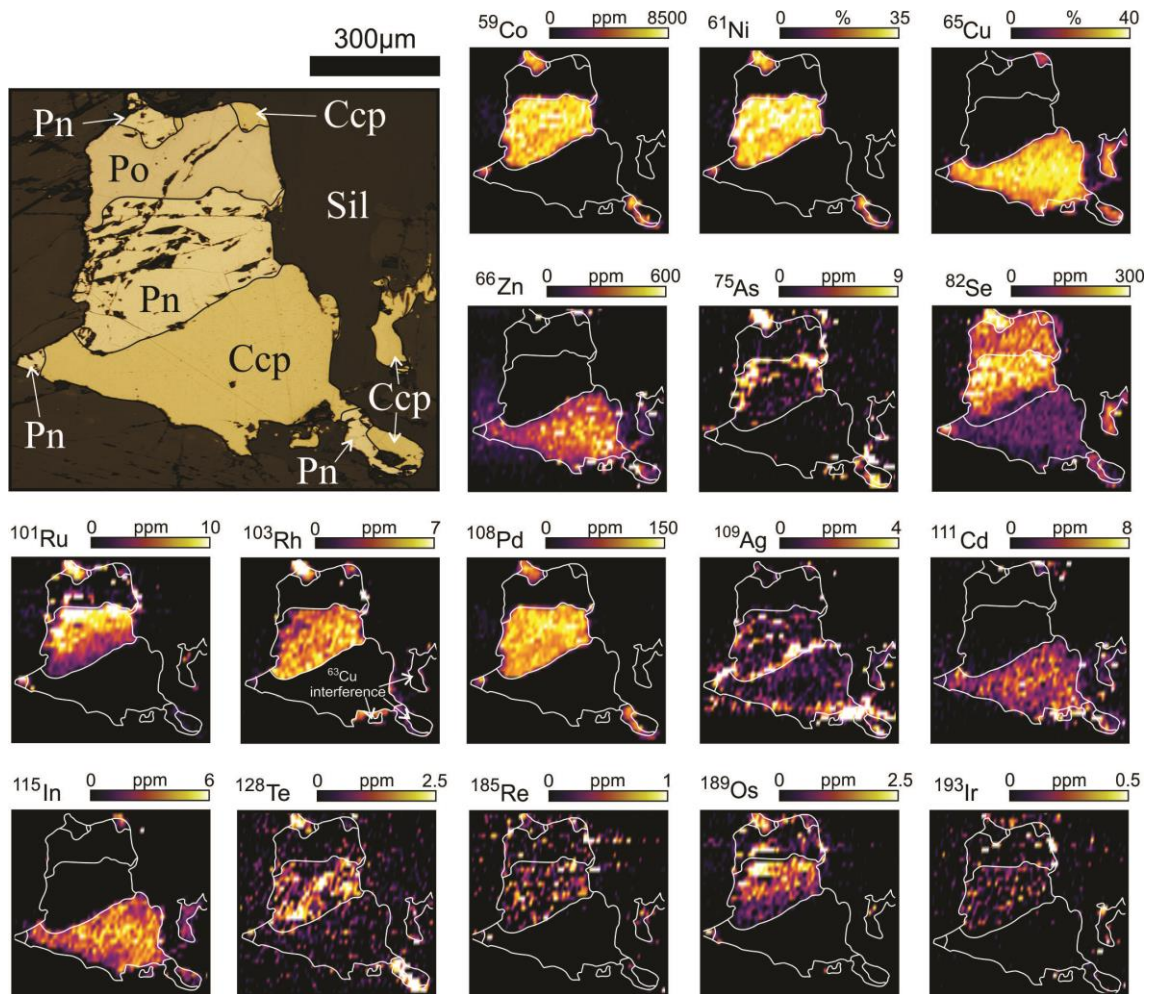 300µm
Pn
Ccp
Po
Sil
Pn
Ccp
Pn
Ccp
Pn
⁵⁹Co 0 ppm 8500
⁶¹Ni 0 % 35
⁶⁵Cu 0 % 40
⁶⁶Zn 0 ppm 600
⁷⁵As 0 ppm 9
⁸²Se 0 ppm 300
¹⁰¹Ru 0 ppm 10
¹⁰³Rh 0 ppm 7
⁶³Cu
interference
¹⁰⁸Pd 0 ppm 150
¹⁰⁹Ag 0 ppm 4
¹¹¹Cd 0 ppm 8
¹¹⁵In 0 ppm 6
¹²⁸Te 0 ppm 2.5
¹⁸⁵Re 0 ppm 1
¹⁸⁹Os 0 ppm 2.5
¹⁹³Ir 0 ppm 0.5